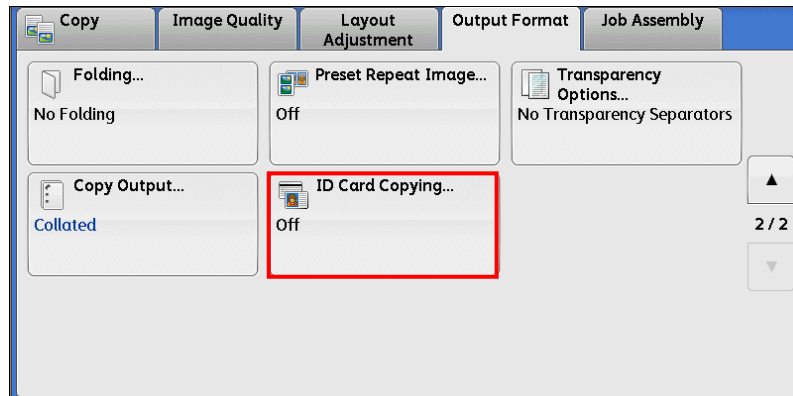 Copy
Image Quality
Layout
Adjustment
Output Format
Job Assembly
Folding...
No Folding
Preset Repeat Image...
Off
Transparency
Options...
No Transparency Separators
Copy Output...
Collated
ID Card Copying...
Off
2/2